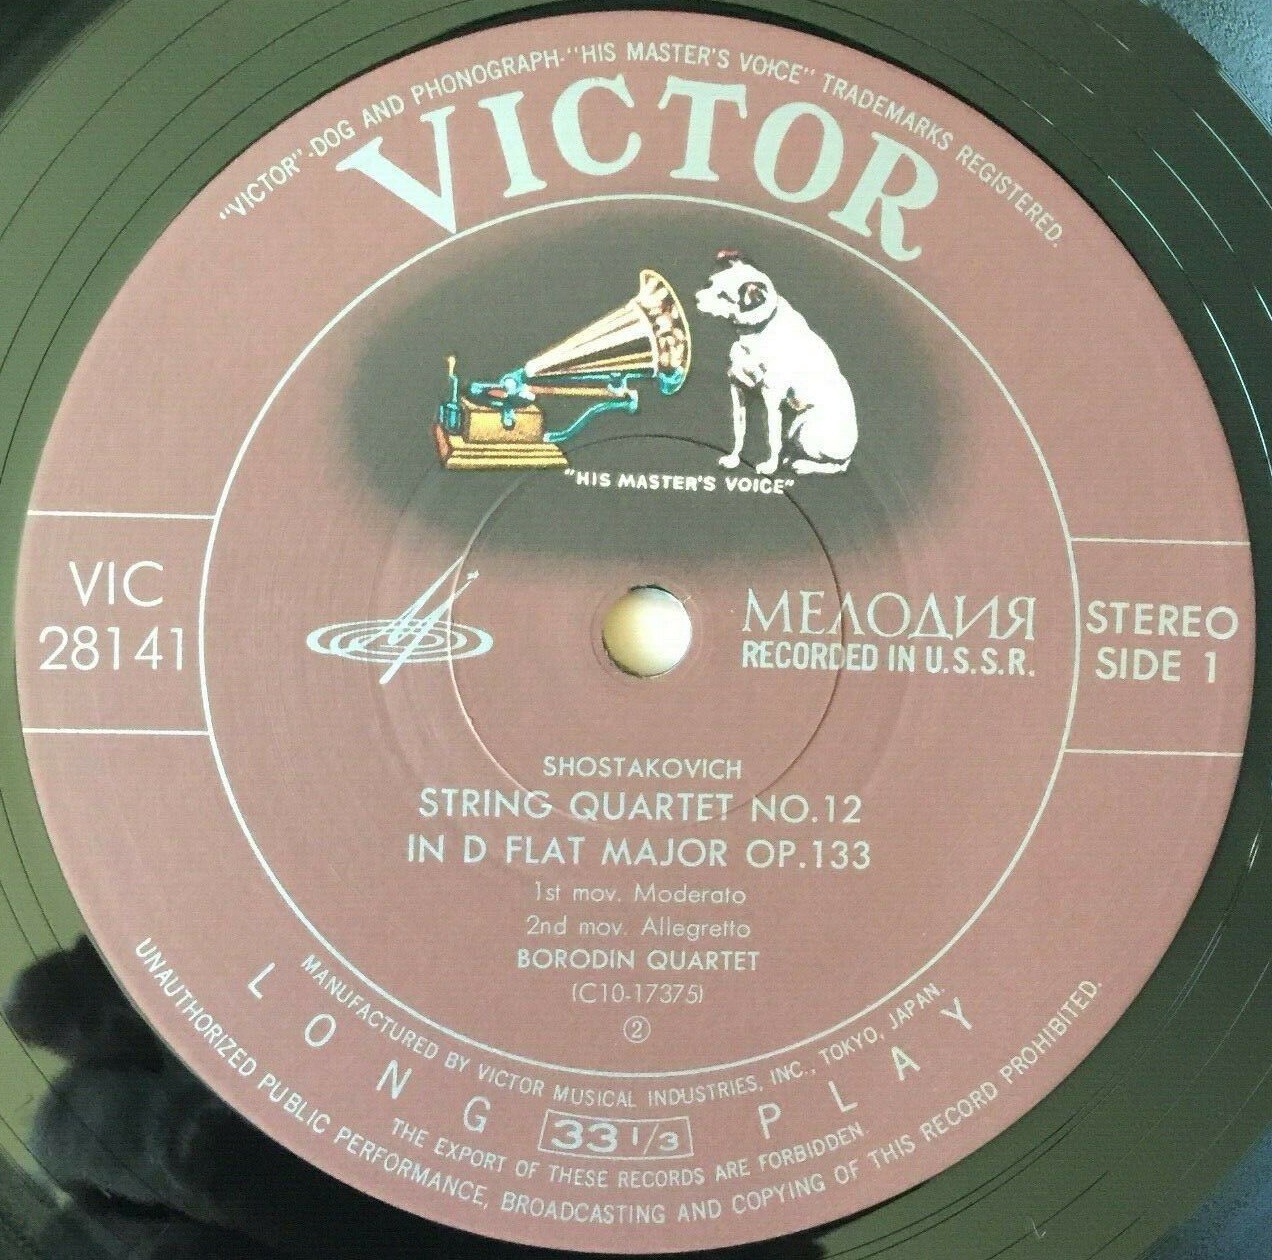 "VICTOR"-DOG AND PHONOGRAPH-"HIS MASTER'S VOICE" TRADEMARKS REGISTERED.
VICTOR
"HIS MASTER'S VOICE"
VIC
28141
МЕЛОДИЯ
RECORDED IN U.S.S.R.
STEREO
SIDE 1
SHOSTAKOVICH
STRING QUARTET NO.12
IN D FLAT MAJOR OP.133
1st mov. Moderato
2nd mov. Allegretto
BORODIN QUARTET
(C10-17375)
②
MANUFACTURED BY VICTOR MUSICAL INDUSTRIES, INC., TOKYO, JAPAN.
LONG 33 1/3 PLAY
THE EXPORT OF THESE RECORDS ARE FORBIDDEN.
UNAUTHORIZED PUBLIC PERFORMANCE, BROADCASTING AND COPYING OF THIS RECORD PROHIBITED.